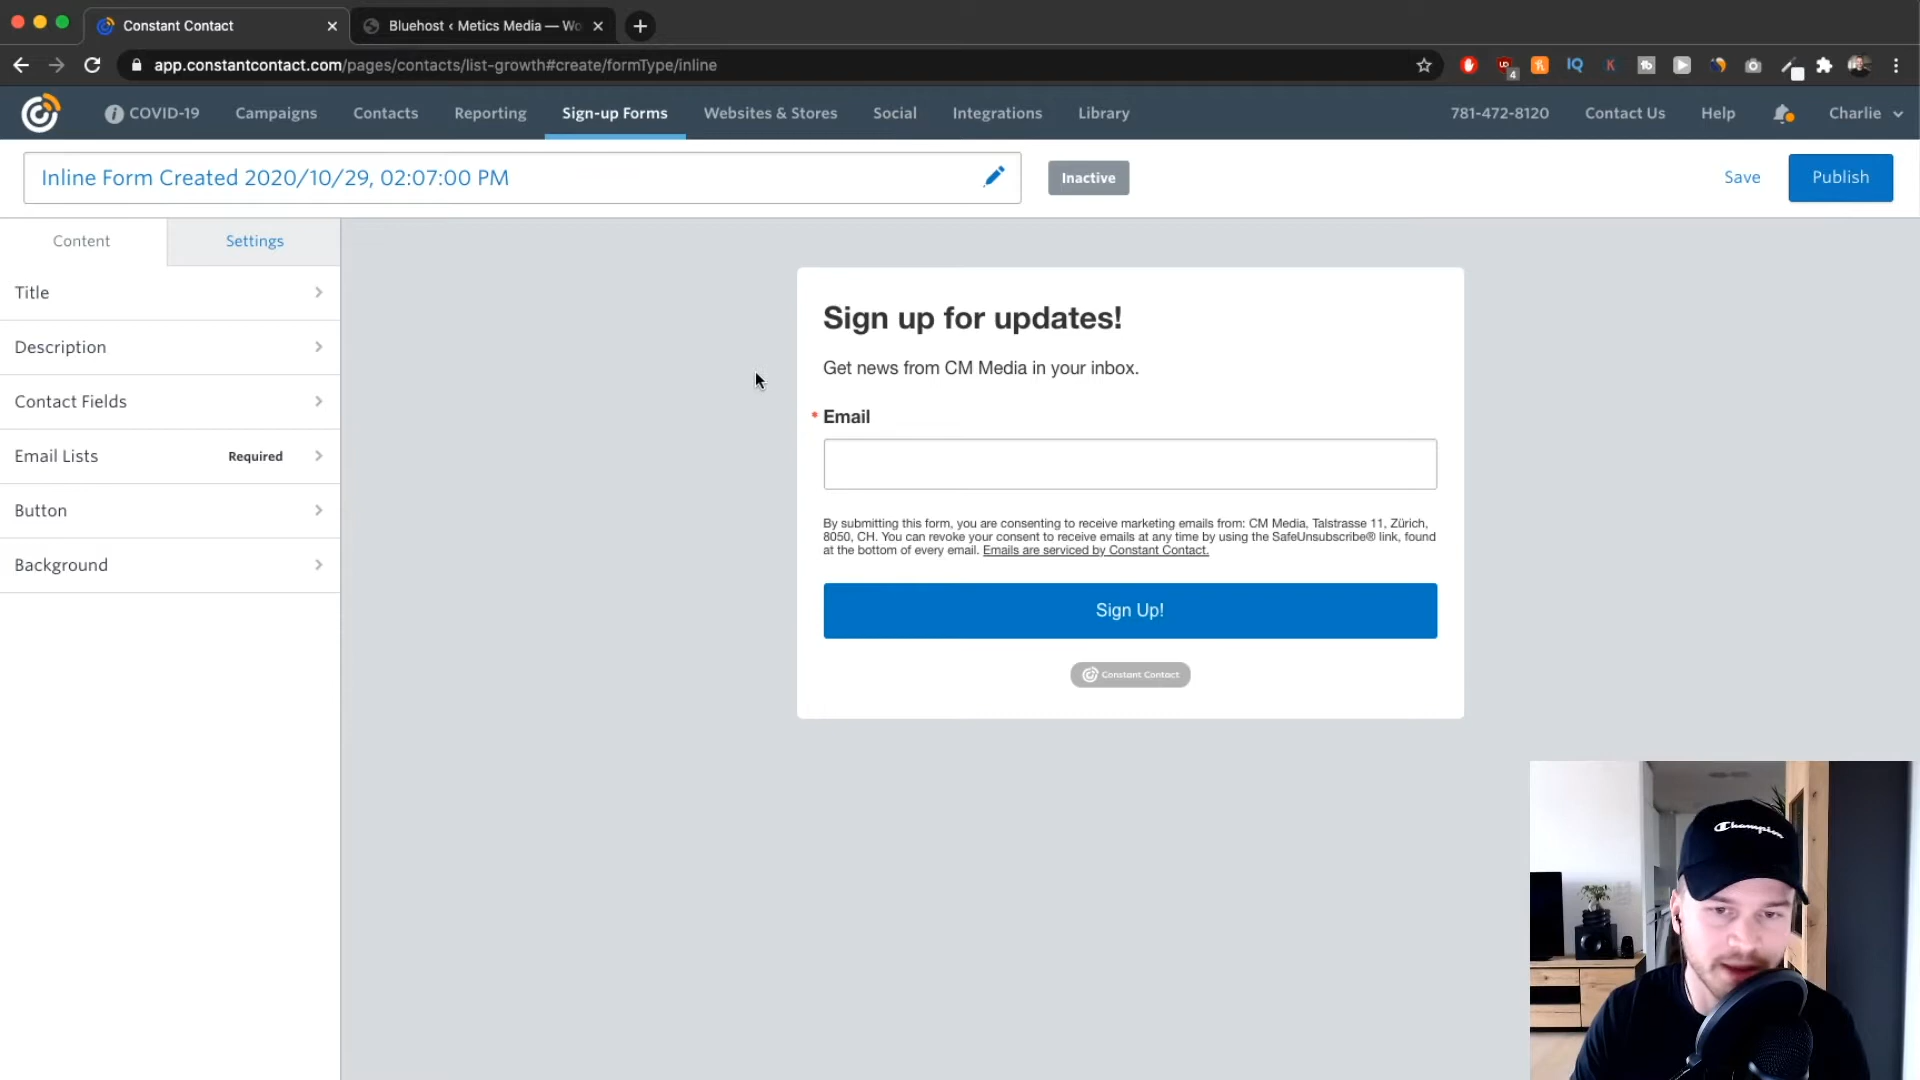 Constant Contact
Bluehost ‹ Metics Media — Wo
app.constantcontact.com/pages/contacts/list-growth#create/formType/inline
UD
4
IQ
K
COVID-19
Campaigns
Contacts
Reporting
Sign-up Forms
Websites & Stores
Social
Integrations
Library
781-472-8120
Contact Us
Help
Charlie
Inline Form Created 2020/10/29, 02:07:00 PM
Inactive
Save
Publish
Content
Settings
Title
Description
Contact Fields
Email Lists
Required
Button
Background
Sign up for updates!
Get news from CM Media in your inbox.
* Email
By submitting this form, you are consenting to receive marketing emails from: CM Media, Talstrasse 11, Zürich,
8050, CH. You can revoke your consent to receive emails at any time by using the SafeUnsubscribe® link, found
at the bottom of every email. Emails are serviced by Constant Contact.
Sign Up!
Constant Contact
Champion